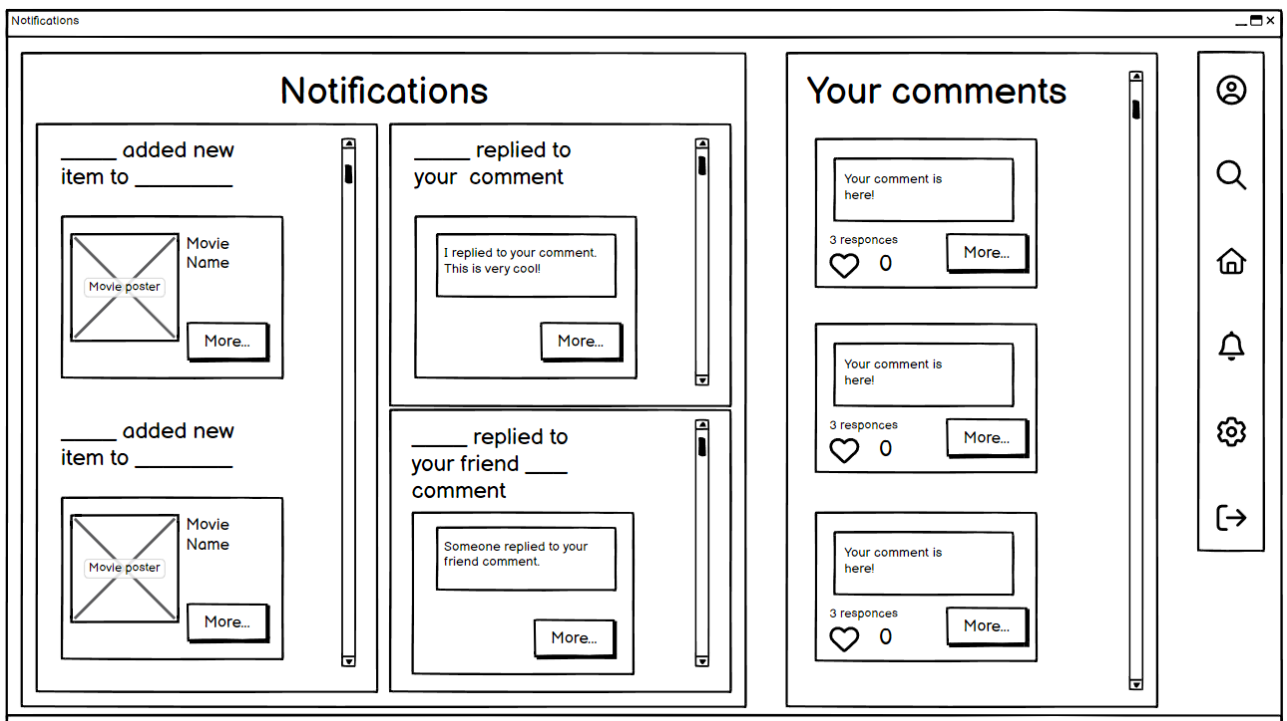 Notifications
Notifications
_____ added new
item to _________
Movie
Name
Movie poster
More...
_____ added new
item to _________
Movie
Name
Movie poster
More...
_____ replied to
your comment
I replied to your comment.
This is very cool!
More...
_____ replied to
your friend ____
comment
Someone replied to your
friend comment.
More...
Your comments
Your comment is
here!
3 responces
0
More...
Your comment is
here!
3 responces
0
More...
Your comment is
here!
3 responces
0
More...